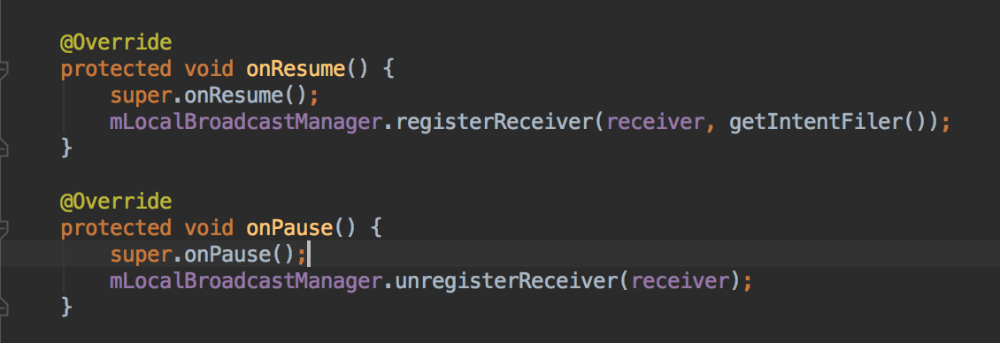 @Override
protected void onResume() {
super.onResume();
mLocalBroadcastManager.registerReceiver(receiver, getIntentFiler());
}
@Override
protected void onPause() {
super.onPause();
mLocalBroadcastManager.unregisterReceiver(receiver);
}